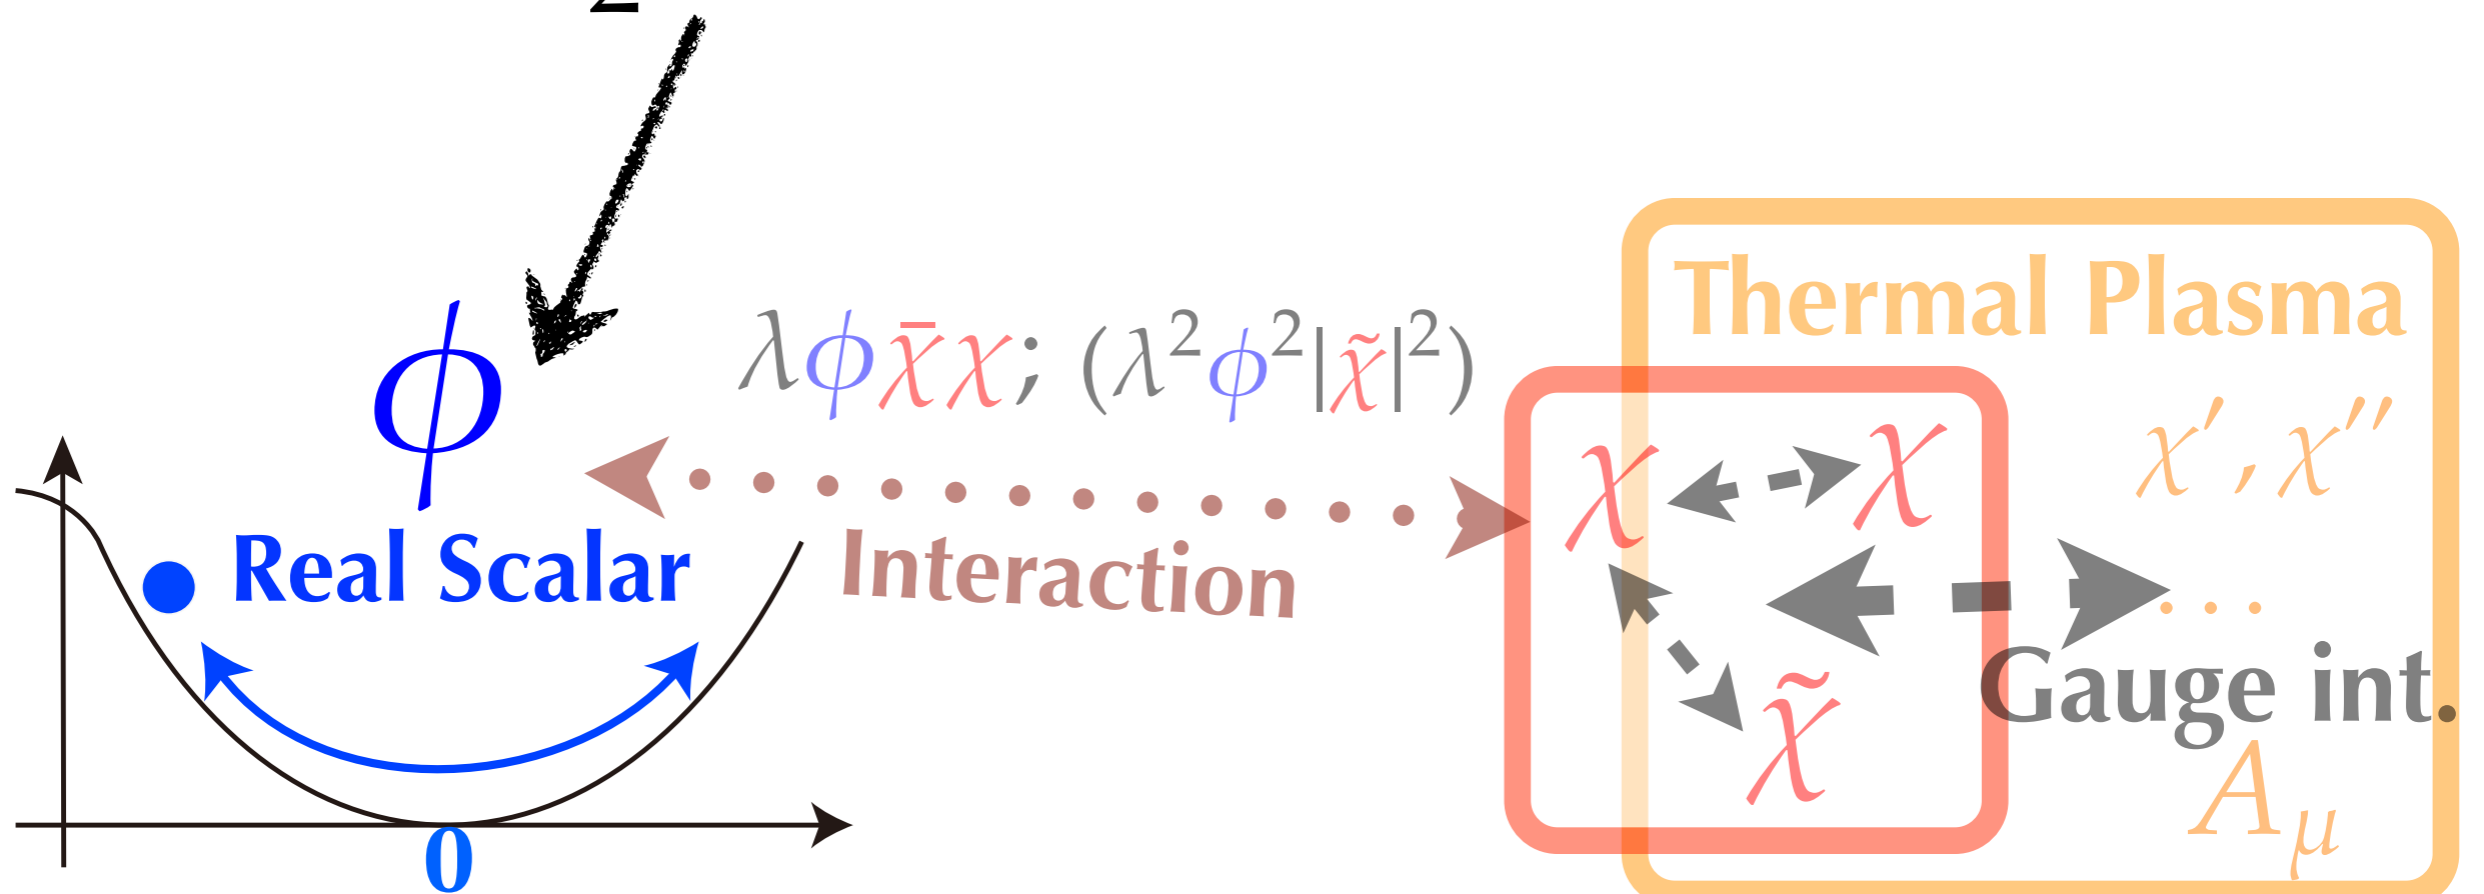 Thermal Plasma
ϕ
λϕχ̄χ; (λ²ϕ²|χ̃|²)
χ χ
χ′, χ′′
Real Scalar
Interaction
...
Gauge int.
χ̃
A_μ
0